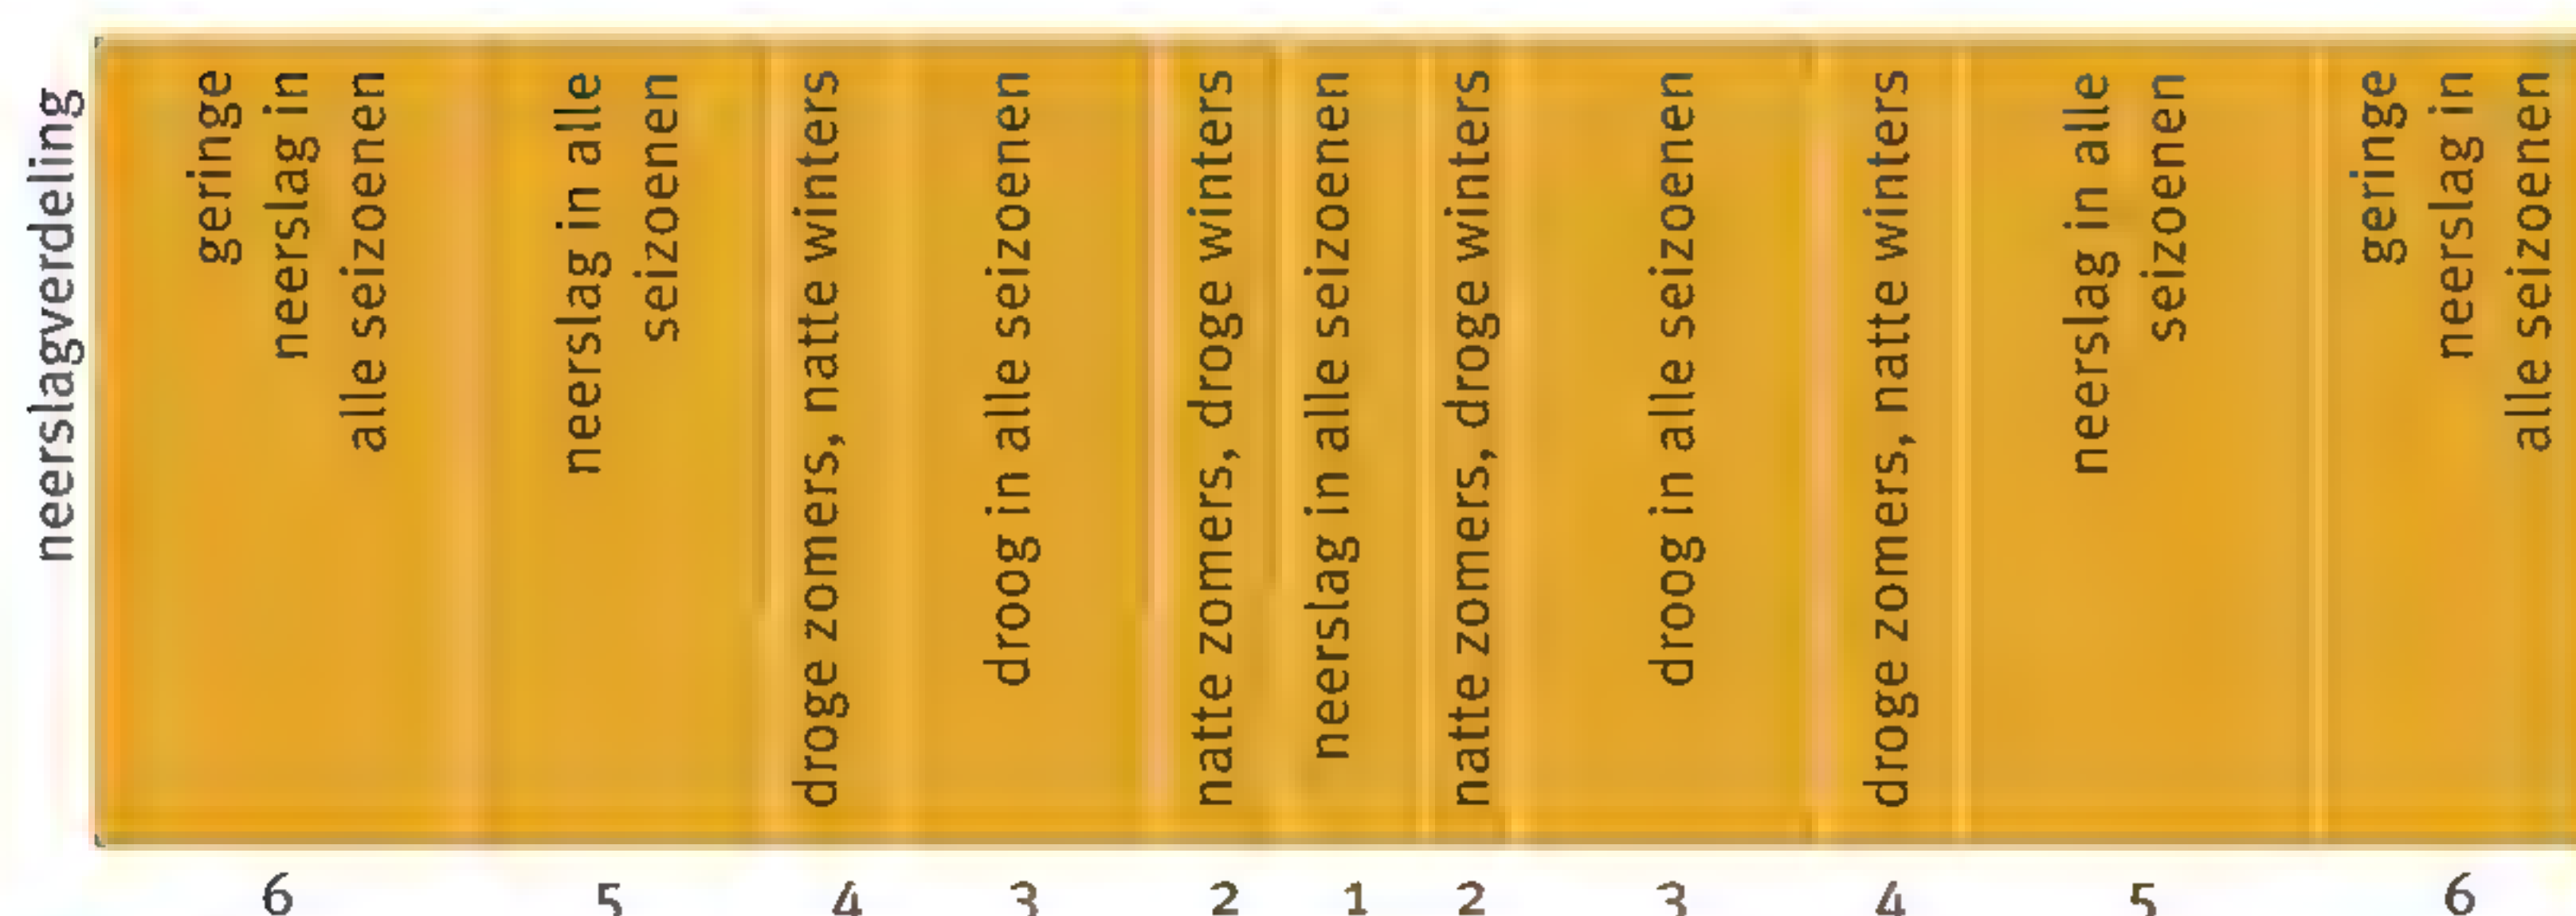 neerslagverdeling
geringe
neerslag in
alle seizoenen
neerslag in alle
seizoenen
droge zomers, natte winters
droog in alle seizoenen
natte zomers, droge winters
neerslag in alle seizoenen
natte zomers, droge winters
droog in alle seizoenen
droge zomers, natte winters
neerslag in alle
seizoenen
geringe
neerslag in
alle seizoenen
6 5 4 3 2 1 2 3 4 5 6